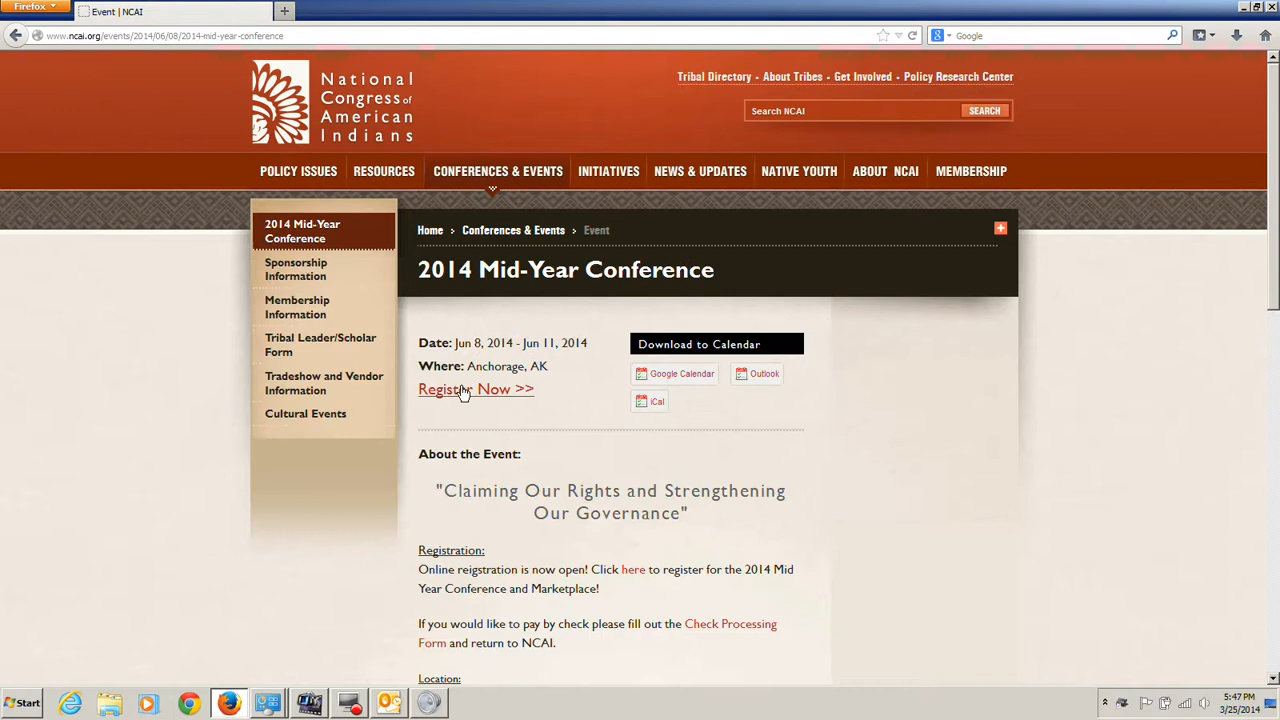 Firefox
Event | NCAI
www.ncai.org/events/2014/06/08/2014-mid-year-conference
Google
National
Congress of
American
Indians
Tribal Directory - About Tribes - Get Involved - Policy Research Center
Search NCAI
SEARCH
POLICY ISSUES
RESOURCES
CONFERENCES & EVENTS
INITIATIVES
NEWS & UPDATES
NATIVE YOUTH
ABOUT NCAI
MEMBERSHIP
2014 Mid-Year
Conference
Sponsorship
Information
Membership
Information
Tribal Leader/Scholar
Form
Tradeshow and Vendor
Information
Cultural Events
Home > Conferences & Events > Event
2014 Mid-Year Conference
Date: Jun 8, 2014 - Jun 11, 2014
Where: Anchorage, AK
Register Now >>
Download to Calendar
Google Calendar
Outlook
iCal
About the Event:
"Claiming Our Rights and Strengthening
Our Governance"
Registration:
Online reigstration is now open! Click here to register for the 2014 Mid
Year Conference and Marketplace!
If you would like to pay by check please fill out the Check Processing
Form and return to NCAI.
Location:
Start
5:47 PM
3/25/2014